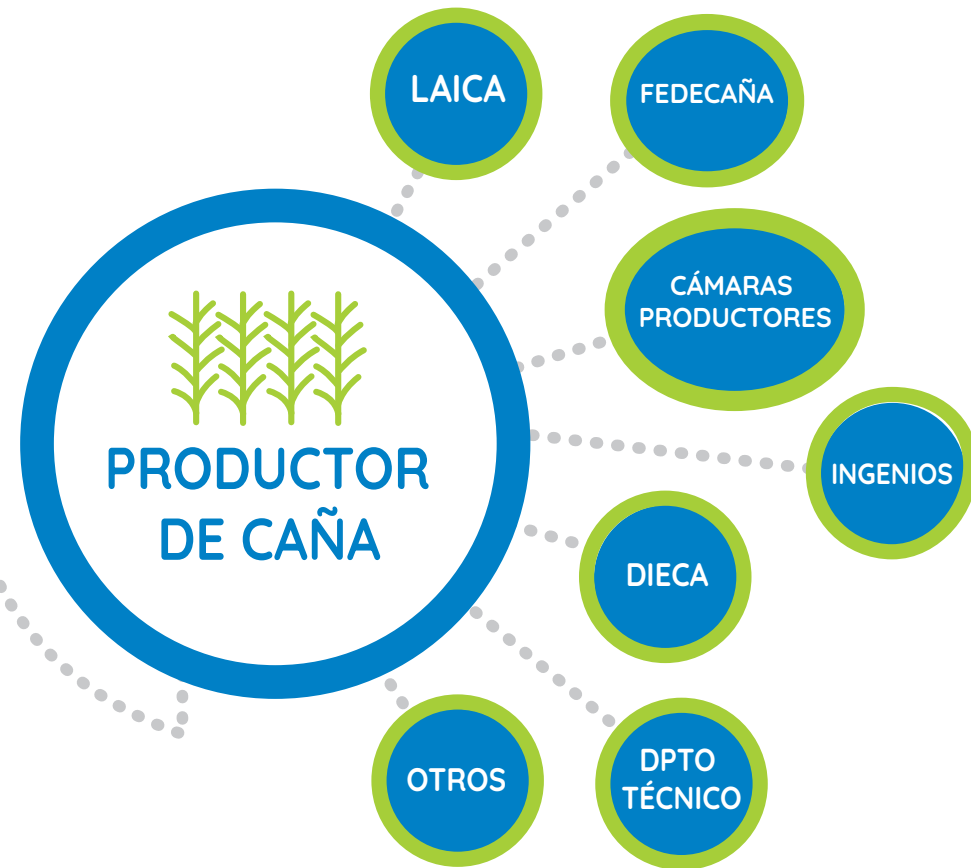 LAICA
FEDECAÑA
CÁMARAS
PRODUCTORES
INGENIOS
PRODUCTOR
DE CAÑA
DIECA
DPTO
TÉCNICO
OTROS